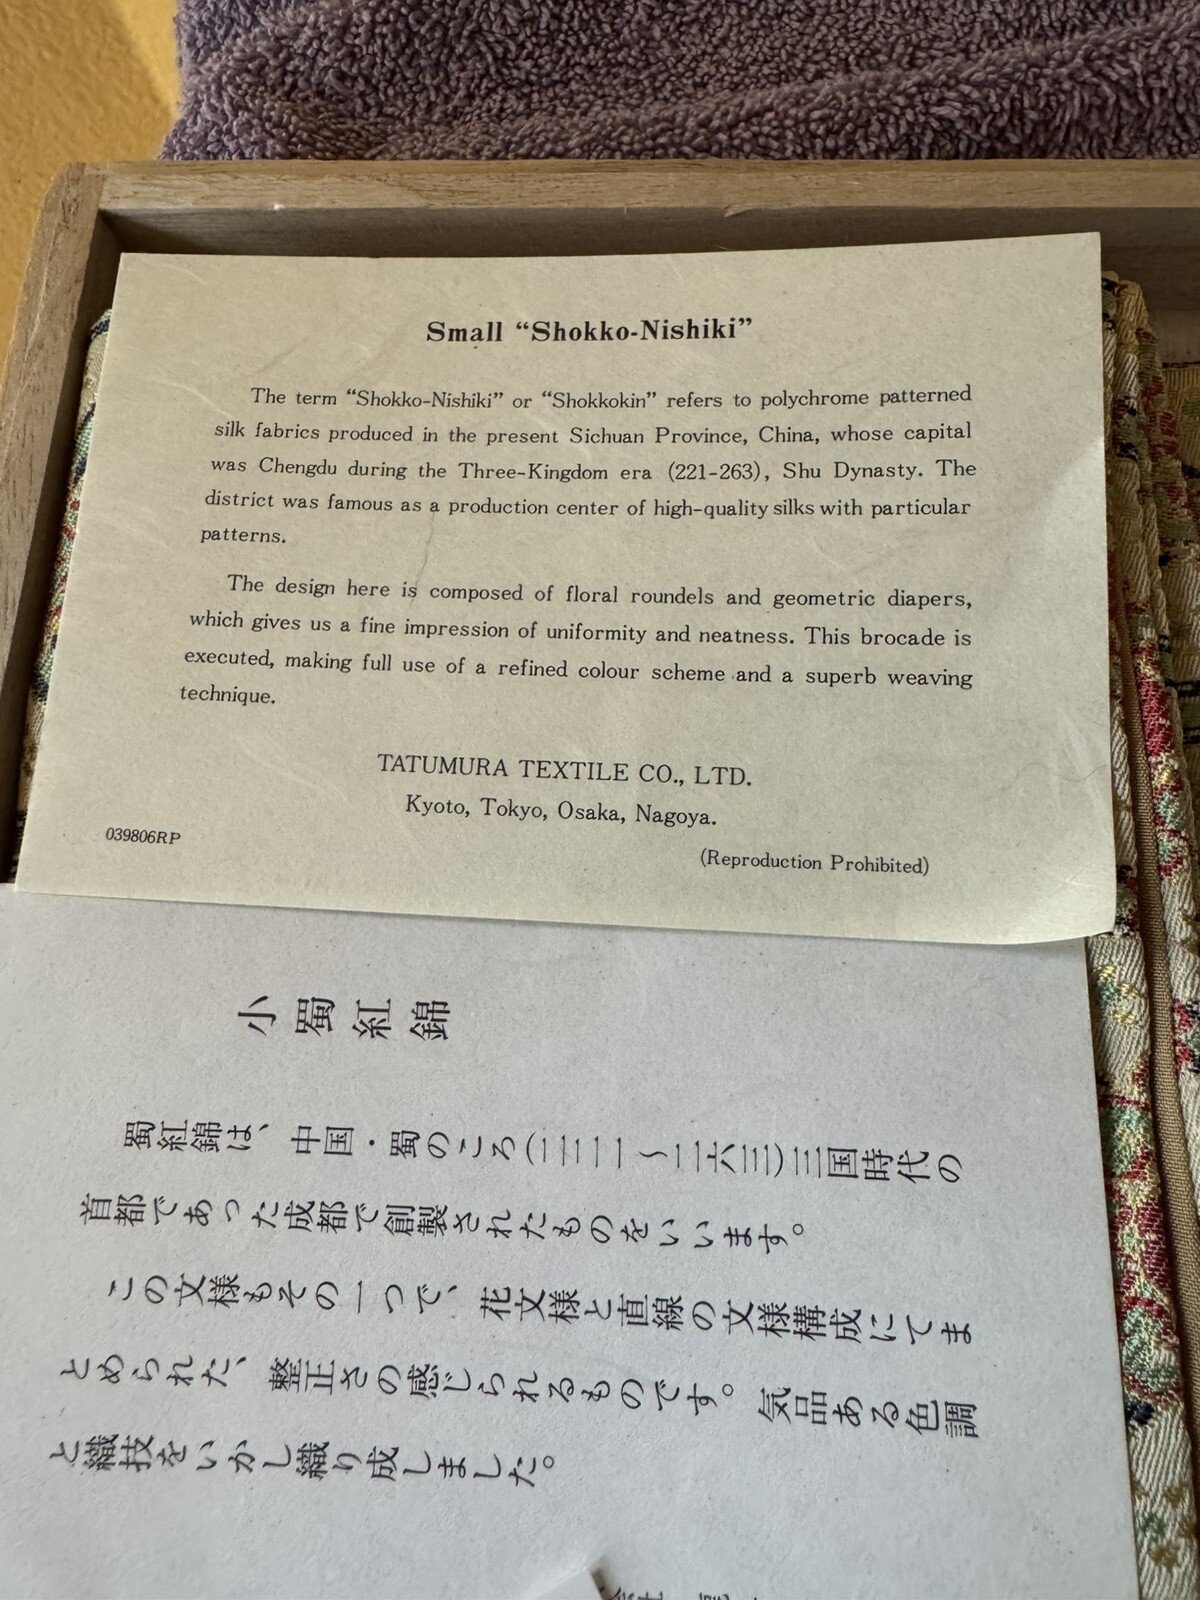 Small “Shokko-Nishiki”
The term “Shokko-Nishiki” or “Shokkokin” refers to polychrome patterned
silk fabrics produced in the present Sichuan Province, China, whose capital
was Chengdu during the Three-Kingdom era (221-263), Shu Dynasty. The
district was famous as a production center of high-quality silks with particular
patterns.
The design here is composed of floral roundels and geometric diapers,
which gives us a fine impression of uniformity and neatness. This brocade is
executed, making full use of a refined colour scheme and a superb weaving
technique.
TATUMURA TEXTILE CO., LTD.
Kyoto, Tokyo, Osaka, Nagoya.
039806RP
(Reproduction Prohibited)
小蜀紅錦
蜀紅錦は、中国・蜀のころ(二二一〜二六三)三国時代の
首都であった成都で創製されたものをいいます。
この文様もその一つで、花文様と直線の文様構成にてま
とめられた、整正さの感じられるものです。気品ある色調
と織技をいかし織り成しました。